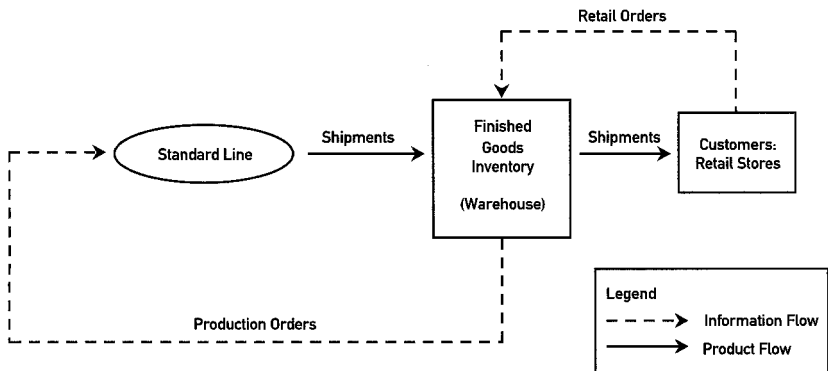 Retail Orders
Standard Line
Shipments
Finished
Goods
Inventory
(Warehouse)
Shipments
Customers:
Retail Stores
Production Orders
Legend
Information Flow
Product Flow